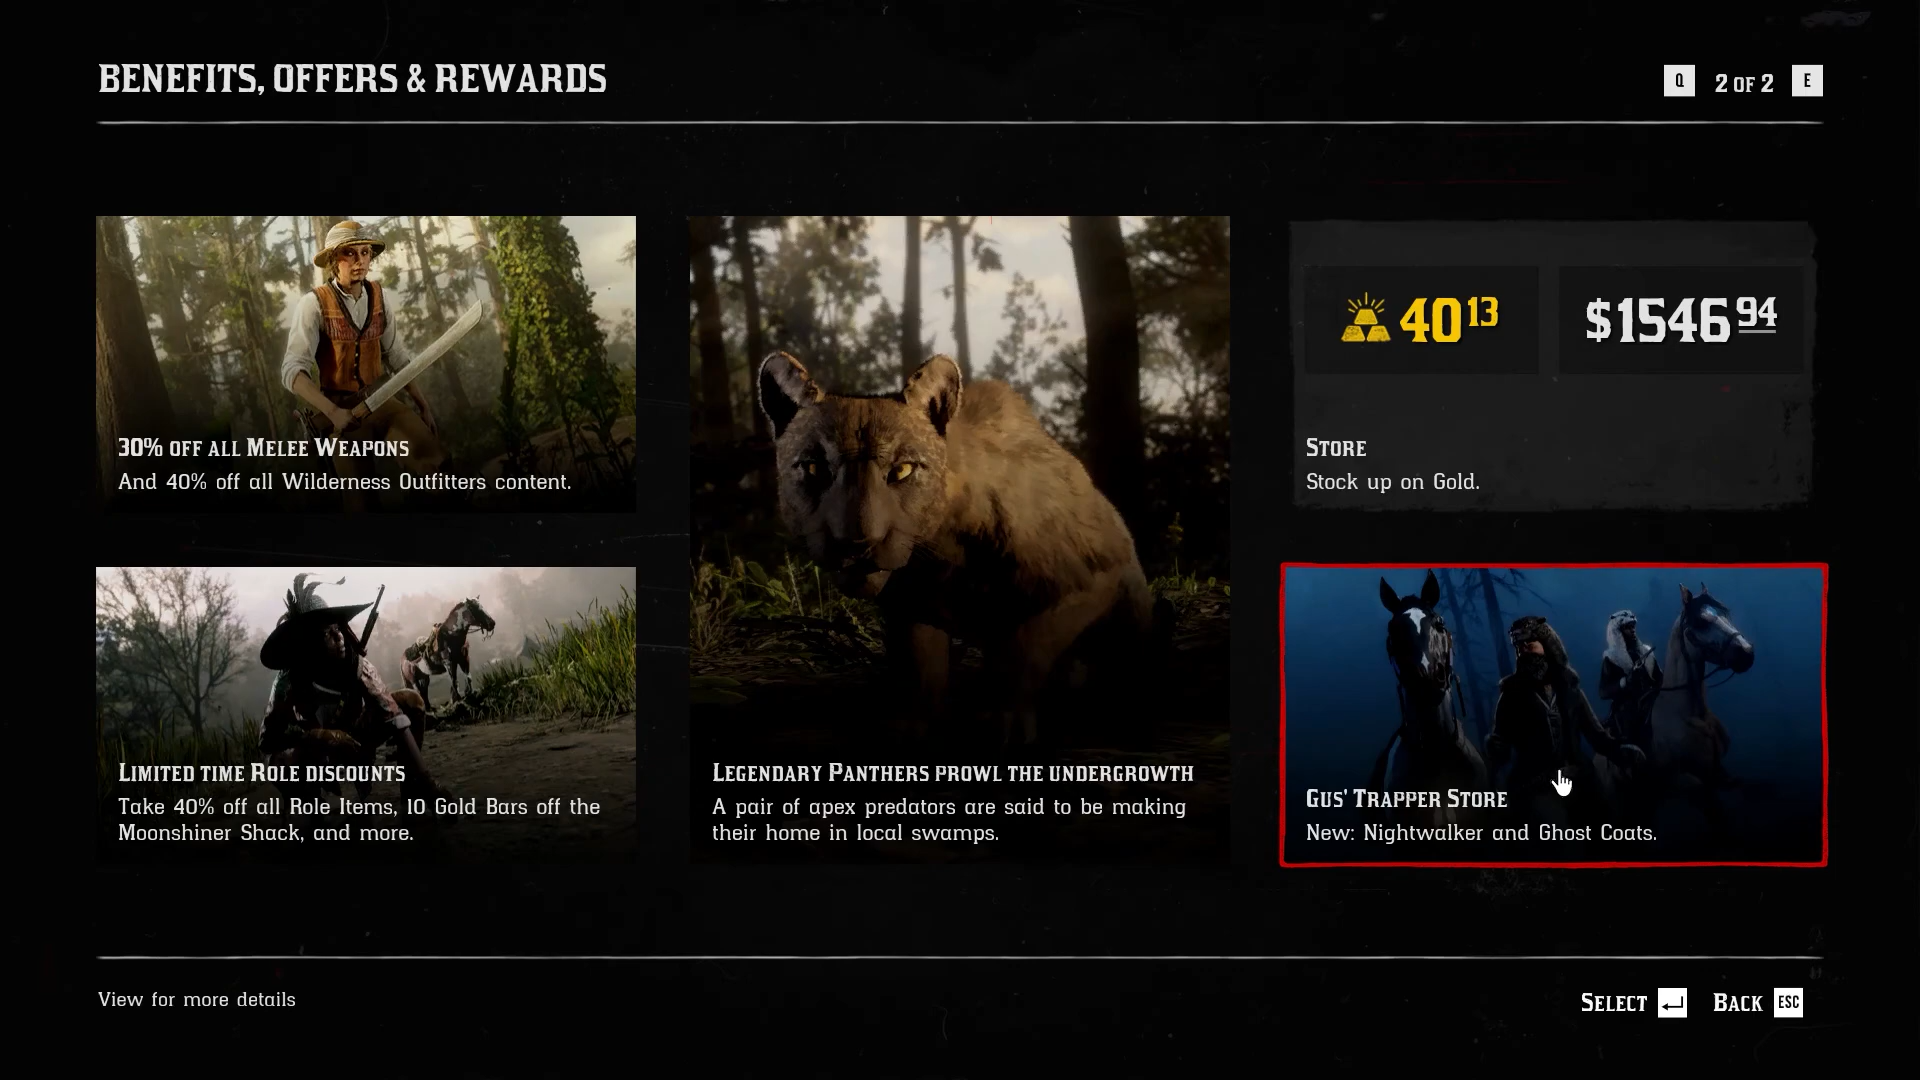 BENEFITS, OFFERS & REWARDS
Q 2 OF 2 E
30% OFF ALL MELEE WEAPONS
And 40% off all Wilderness Outfitters content.
LIMITED TIME ROLE DISCOUNTS
Take 40% off all Role Items, 10 Gold Bars off the
Moonshiner Shack, and more.
LEGENDARY PANTHERS PROWL THE UNDERGROWTH
A pair of apex predators are said to be making
their home in local swamps.
40 13
$1546 94
STORE
Stock up on Gold.
GUS' TRAPPER STORE
New: Nightwalker and Ghost Coats.
View for more details
SELECT BACK ESC